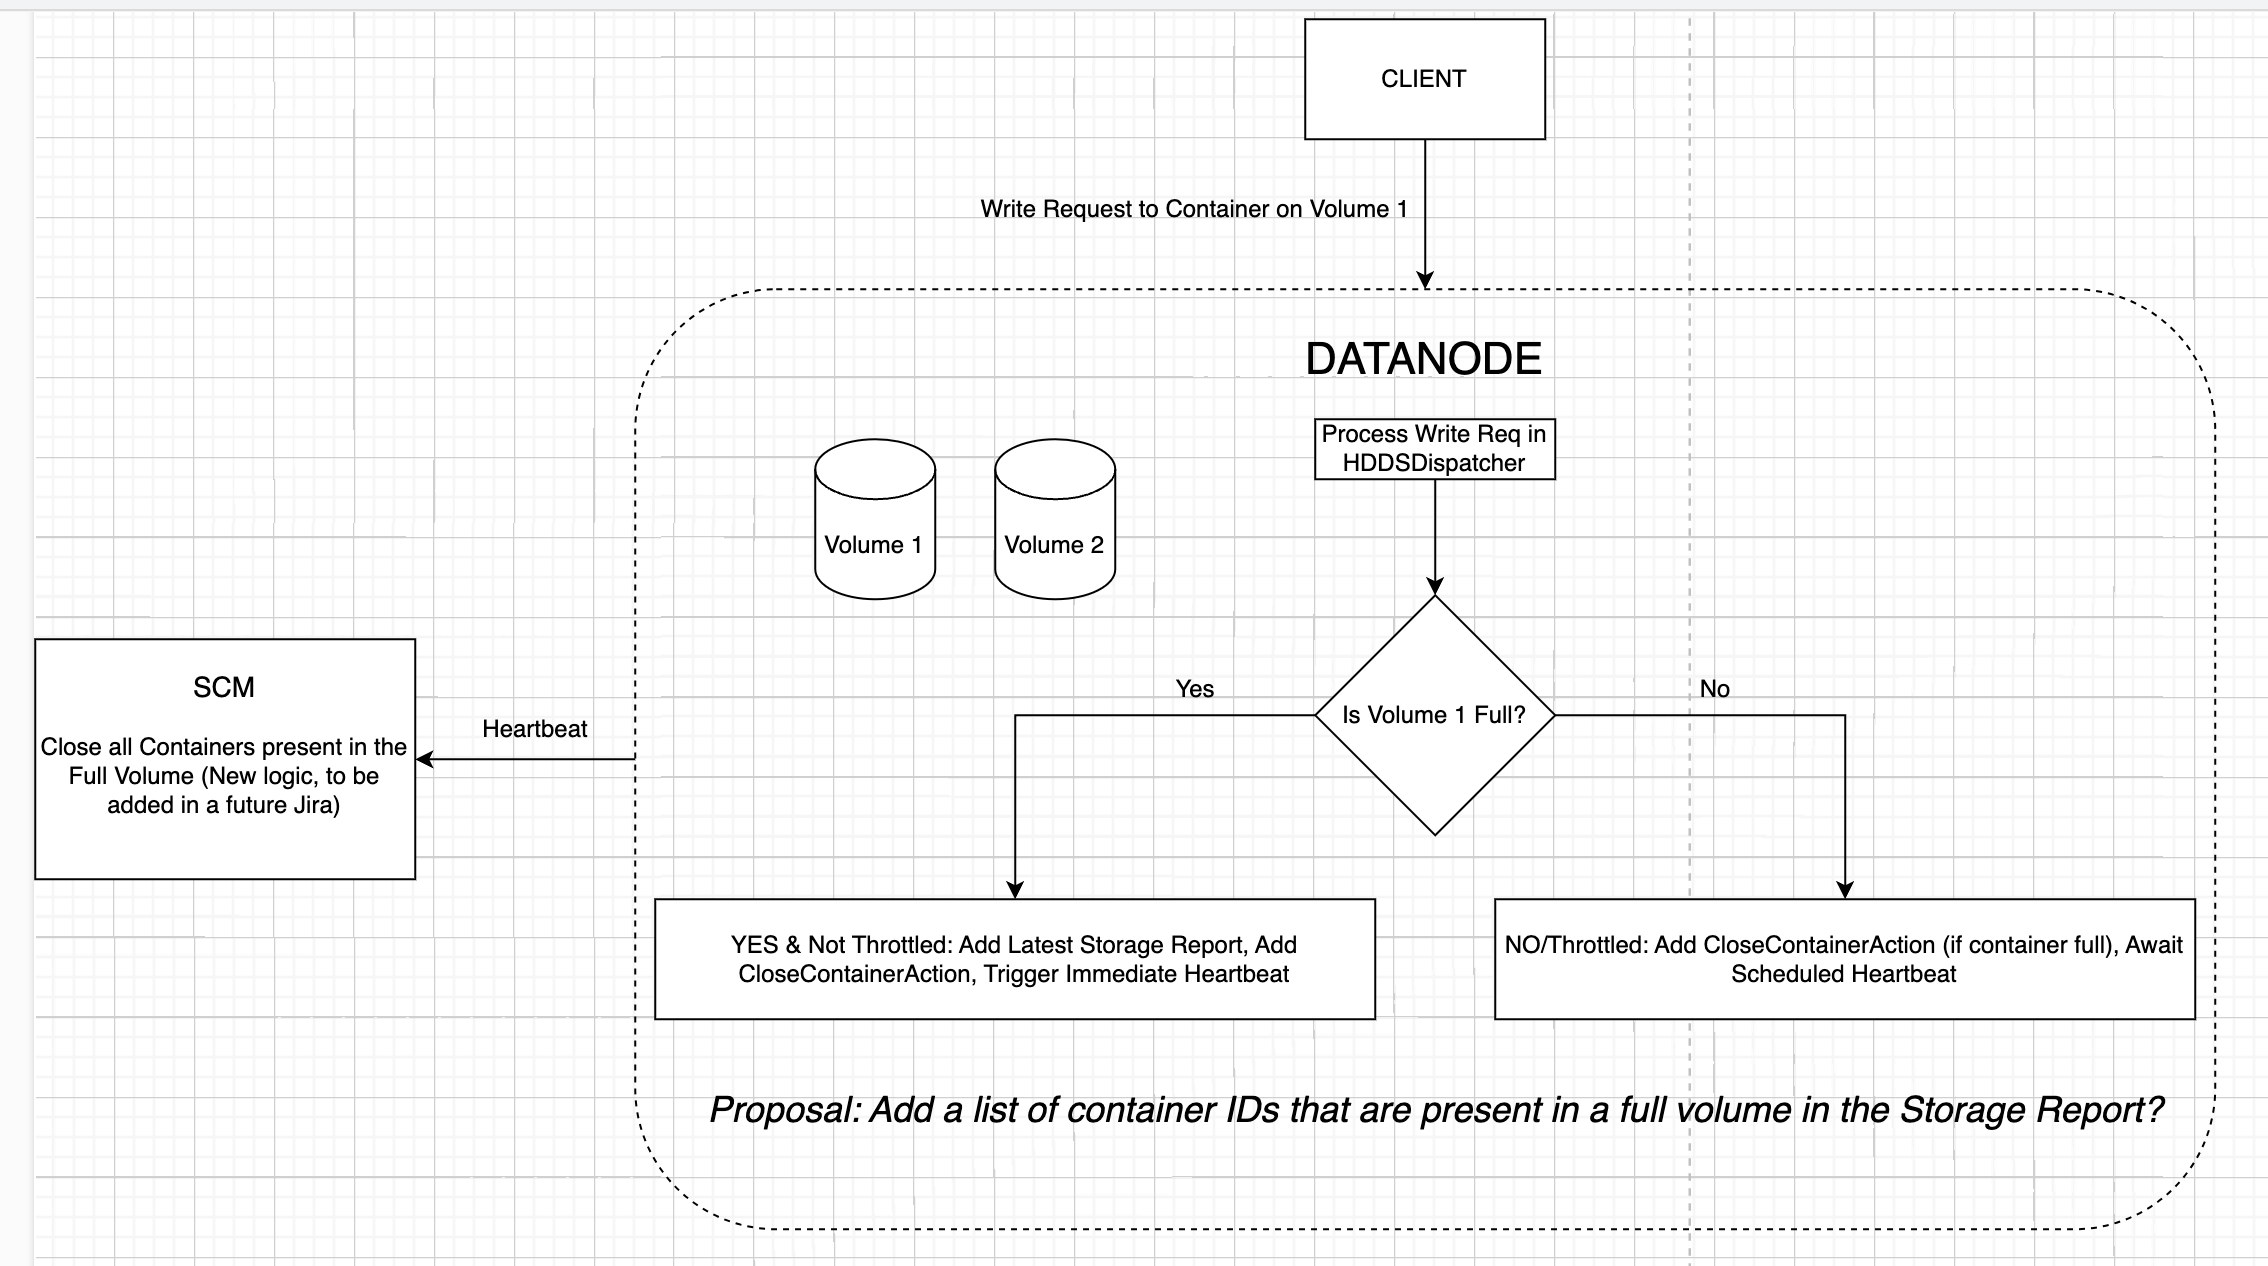 CLIENT
Write Request to Container on Volume 1
DATANODE
Process Write Req in
HDDSDispatcher
Volume 1
Volume 2
Is Volume 1 Full?
Yes
No
SCM
Close all Containers present in the
Full Volume (New logic, to be
added in a future Jira)
Heartbeat
YES & Not Throttled: Add Latest Storage Report, Add
CloseContainerAction, Trigger Immediate Heartbeat
NO/Throttled: Add CloseContainerAction (if container full), Await
Scheduled Heartbeat
Proposal: Add a list of container IDs that are present in a full volume in the Storage Report?